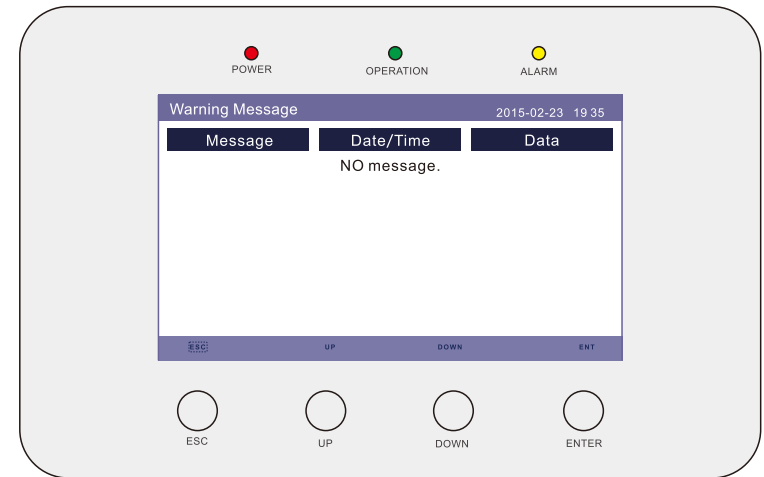 POWER OPERATION ALARM
Warning Message 2015-02-23 19 35
Message Date/Time Data
NO message.
ESC UP DOWN ENT
ESC UP DOWN ENTER